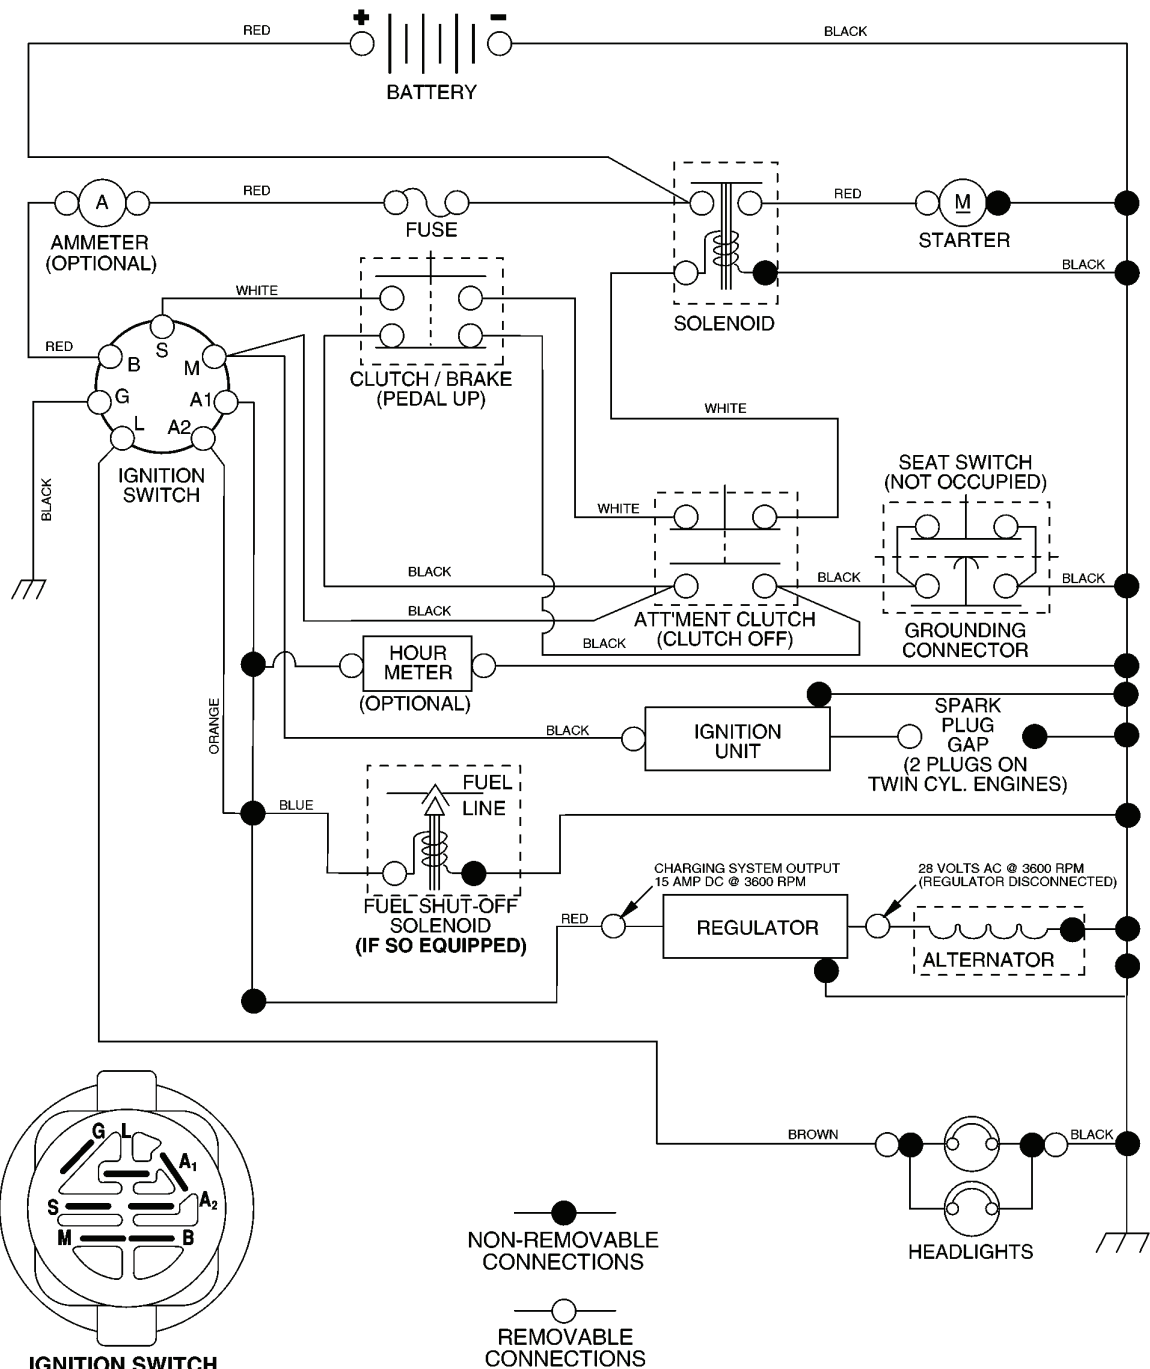 + -
RED
BLACK
BATTERY
RED
A
AMMETER
(OPTIONAL)
FUSE
SOLENOID
RED
M
STARTER
BLACK
WHITE
RED
S
B
M
G
A1
L
A2
IGNITION
SWITCH
BLACK
CLUTCH / BRAKE
(PEDAL UP)
WHITE
SEAT SWITCH
(NOT OCCUPIED)
WHITE
BLACK
BLACK
BLACK
BLACK
ATT'MENT CLUTCH
(CLUTCH OFF)
BLACK
GROUNDING
CONNECTOR
HOUR
METER
(OPTIONAL)
ORANGE
BLACK
IGNITION
UNIT
SPARK
PLUG
GAP
(2 PLUGS ON
TWIN CYL. ENGINES)
BLUE
FUEL
LINE
FUEL SHUT-OFF
SOLENOID
(IF SO EQUIPPED)
CHARGING SYSTEM OUTPUT
15 AMP DC @ 3600 RPM
28 VOLTS AC @ 3600 RPM
(REGULATOR DISCONNECTED)
RED
REGULATOR
ALTERNATOR
BROWN
BLACK
HEADLIGHTS
G L
A1
S
A2
M
B
IGNITION SWITCH
NON-REMOVABLE
CONNECTIONS
REMOVABLE
CONNECTIONS